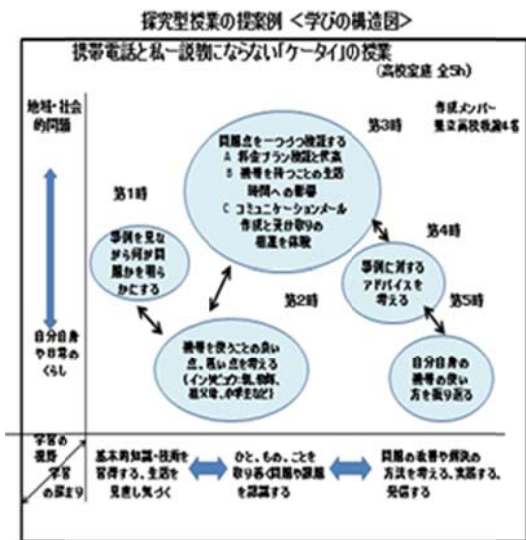 探究型授業の提案例 <学びの構造図>
携帯電話と私―説物にならない「ケータイ」の授業
(高校家庭 全5h)
地域・社会
的問題
作成メンバー
県立高校教諭4名
第3時
問題点を一つづつ検証する
A 料金プラン検証と伝高
B 携帯を持つことの生活
時間への影響
C コミュニケーションメール
作成と受け取りの
相違を体験
第1時
事例を見な
がら何が問
題かを明ら
かにする
第4時
事例に対する
アドバイスを
考える
第2時
携帯を使うことの良い
点、悪い点を考える
(インタビュー:親、教師、
祖父母、小学生など)
第5時
自分自身の
携帯の使い
方を振り返る
自分自身
や日常の
くらし
学習の
視野
学習
の深まり
基本的知識・技術を
習得する、生活を
見直し気づく
ひと、もの、ことを
取り巻く問題や課題
を認識する
問題の改善や解決の
方法を考える、実践する、
発信する